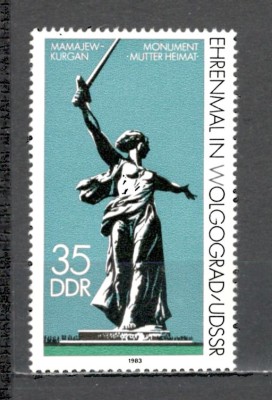 MAMAJEW-
KURGAN
MONUMENT
·MUTTER HEIMAT·
EHRENMAL IN WOLGOGRAD/UDSSR
35
DDR
1983